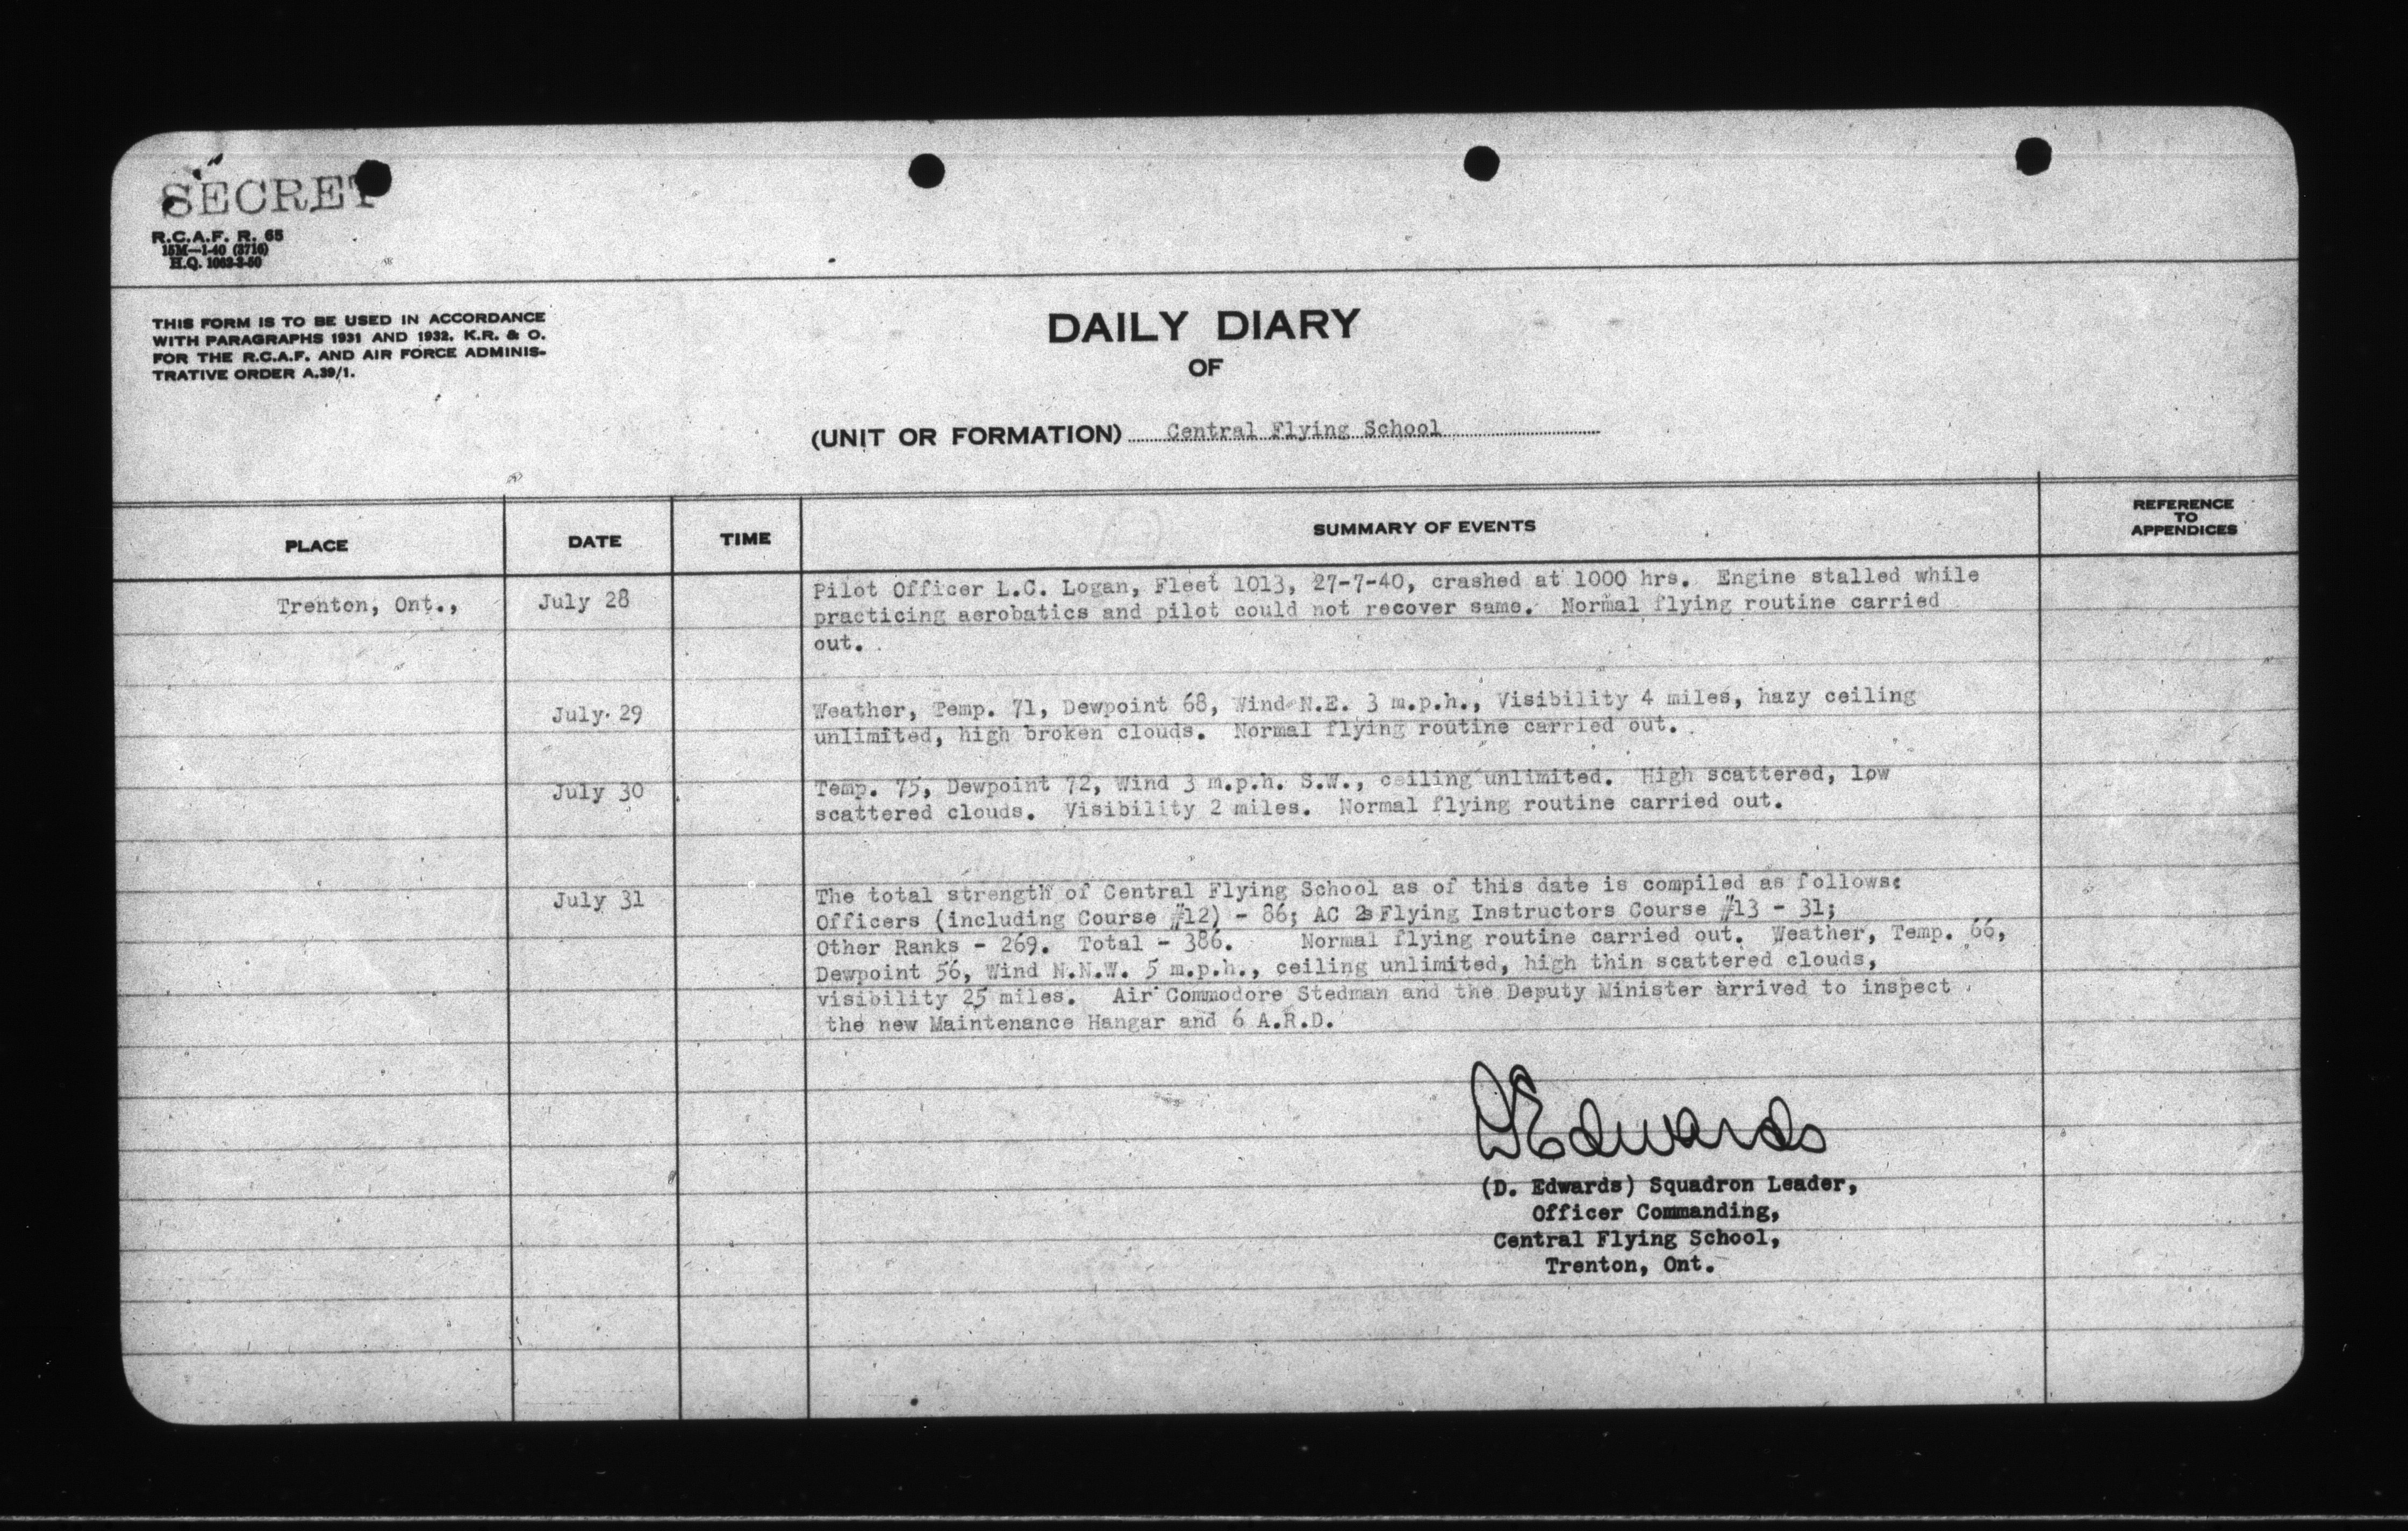 SECRET
R.C.A.F. R. 65
15M—1-40 (3716)
H.Q. 1062-3-50
THIS FORM IS TO BE USED IN ACCORDANCE
WITH PARAGRAPHS 1931 AND 1932, K.R. & O.
FOR THE R.C.A.F. AND AIR FORCE ADMINIS-
TRATIVE ORDER A.39/1.
DAILY DIARY
OF
(UNIT OR FORMATION) Central Flying School
PLACE DATE TIME SUMMARY OF EVENTS REFERENCE TO APPENDICES
Trenton, Ont., July 28 Pilot Officer L.C. Logan, Fleet 1013, 27-7-40, crashed at 1000 hrs. Engine stalled while
practicing aerobatics and pilot could not recover same. Normal flying routine carried
out.
July 29 Weather, Temp. 71, Dewpoint 68, Wind N.E. 3 m.p.h., Visibility 4 miles, hazy ceiling
unlimited, high broken clouds. Normal flying routine carried out.
July 30 Temp. 75, Dewpoint 72, Wind 3 m.p.h. S.W., ceiling unlimited. High scattered, low
scattered clouds. Visibility 2 miles. Normal flying routine carried out.
July 31 The total strength of Central Flying School as of this date is compiled as follows:
Officers (including Course #12) - 86; AC 2s Flying Instructors Course #13 - 31;
Other Ranks - 269. Total - 386. Normal flying routine carried out. Weather, Temp. 66,
Dewpoint 56, Wind N.N.W. 5 m.p.h., ceiling unlimited, high thin scattered clouds,
visibility 25 miles. Air Commodore Stedman and the Deputy Minister arrived to inspect
the new Maintenance Hangar and 6 A.R.D.
D Edwards
(D. Edwards) Squadron Leader,
Officer Commanding,
Central Flying School,
Trenton, Ont.